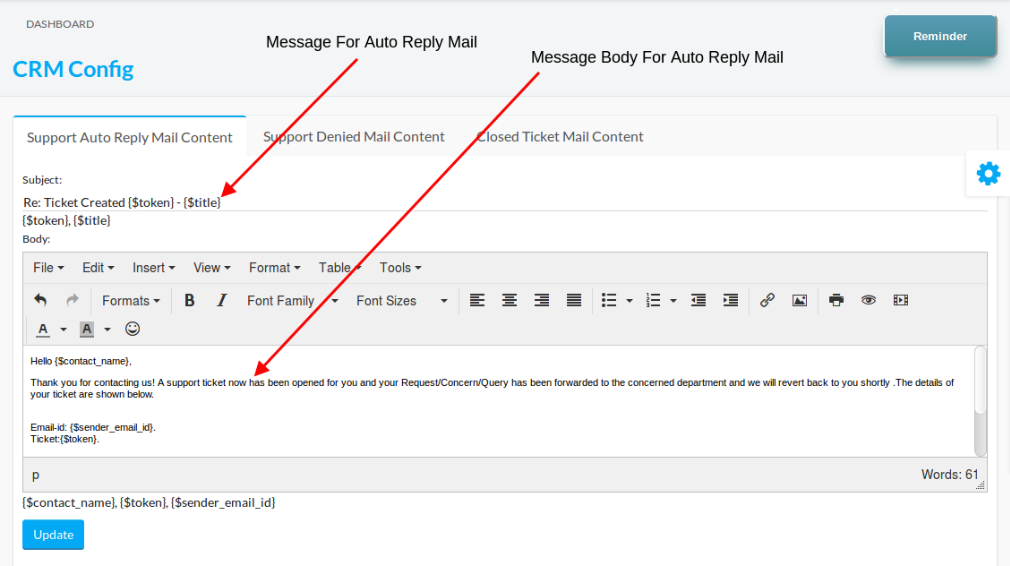 DASHBOARD
Reminder
Message For Auto Reply Mail
Message Body For Auto Reply Mail
CRM Config
Support Auto Reply Mail Content
Support Denied Mail Content
Closed Ticket Mail Content
Subject:
Re: Ticket Created {$token} - {$title}
{$token}, {$title}
Body:
File Edit Insert View Format Table Tools
Formats B I Font Family Font Sizes
A A
Hello {$contact_name},
Thank you for contacting us! A support ticket now has been opened for you and your Request/Concern/Query has been forwarded to the concerned department and we will revert back to you shortly .The details of
your ticket are shown below.
Email-id: {$sender_email_id}.
Ticket:{$token}.
p
Words: 61
{$contact_name}, {$token}, {$sender_email_id}
Update